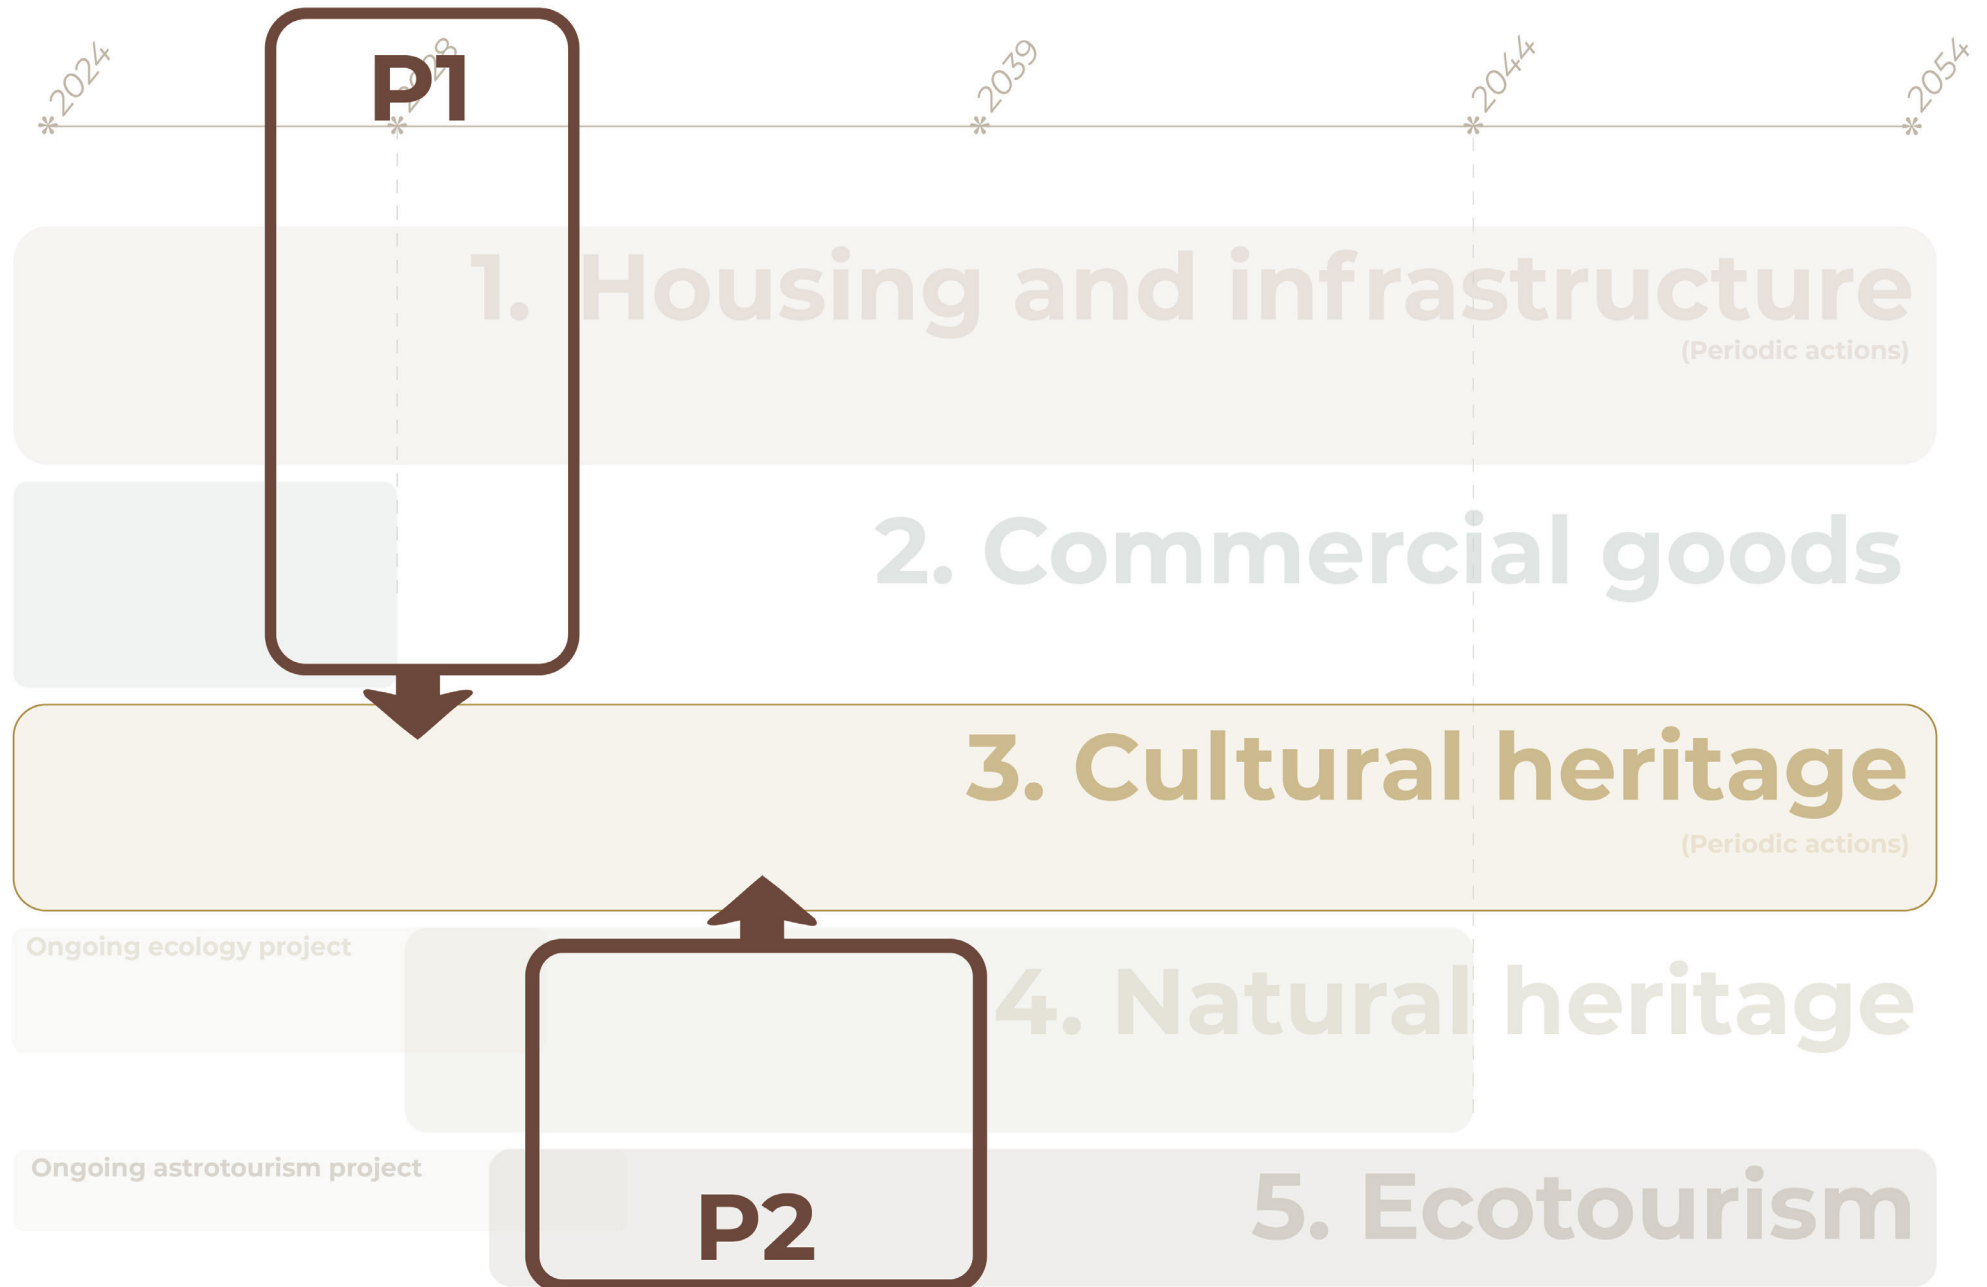 2024
2028
2039
2044
2054
P1
1. Housing and infrastructure
(Periodic actions)
2. Commercial goods
3. Cultural heritage
(Periodic actions)
Ongoing ecology project
4. Natural heritage
Ongoing astrotourism project
5. Ecotourism
P2